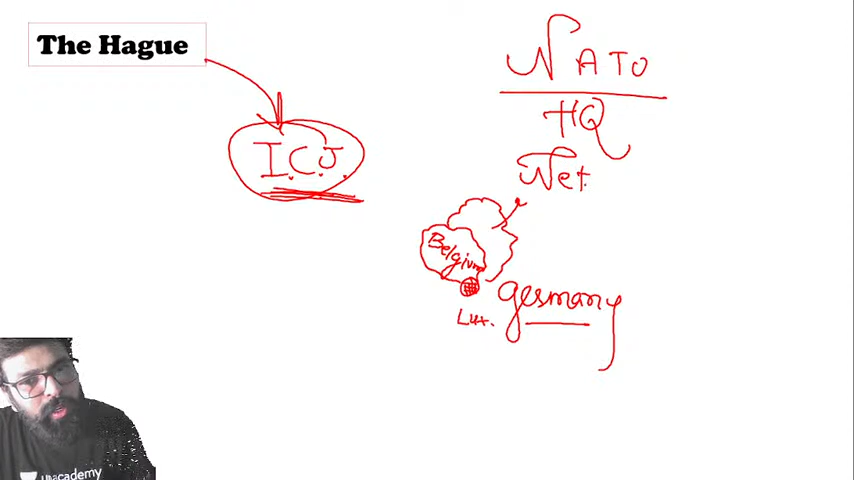 The Hague
I.C.J.
NATO
HQ
Net.
Belgium
Germany
Lux.
unacademy